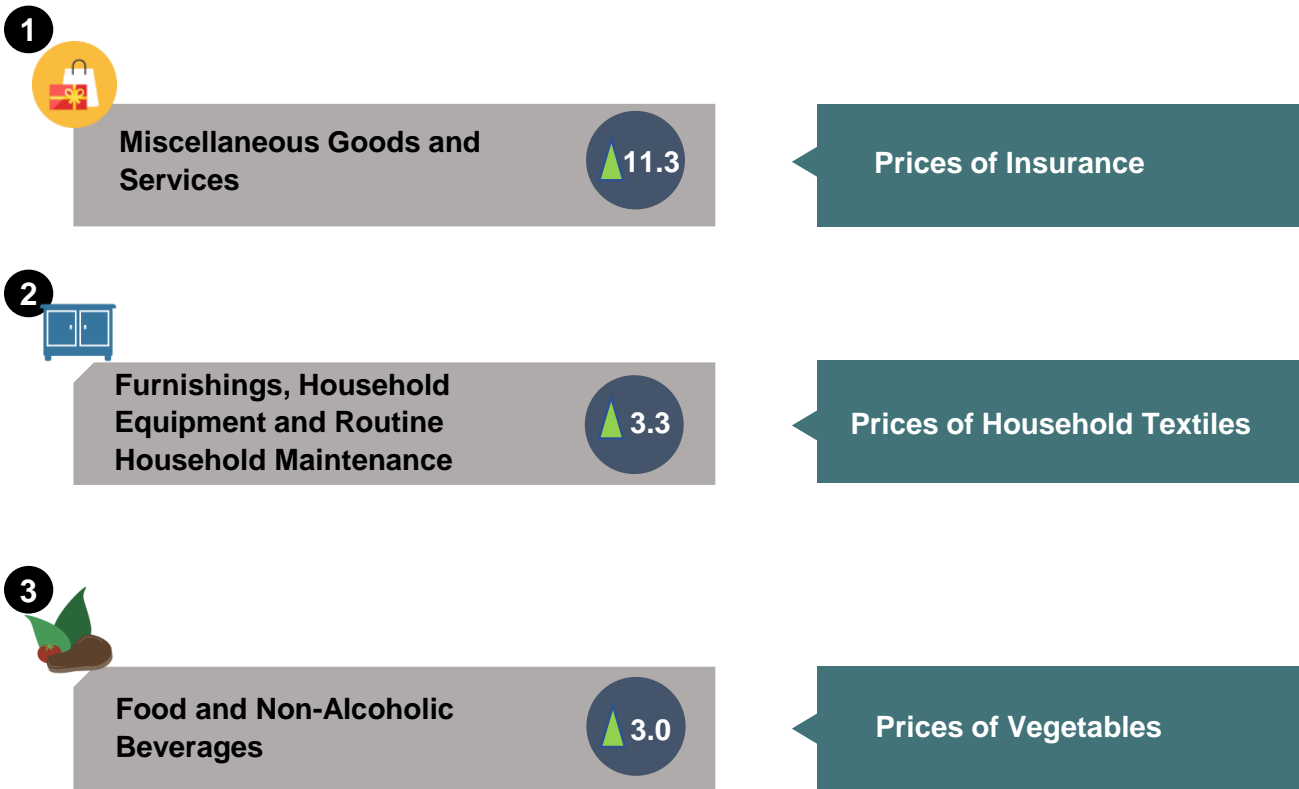 1
Miscellaneous Goods and
Services
11.3
Prices of Insurance
2
Furnishings, Household
Equipment and Routine
Household Maintenance
3.3
Prices of Household Textiles
3
Food and Non-Alcoholic
Beverages
3.0
Prices of Vegetables